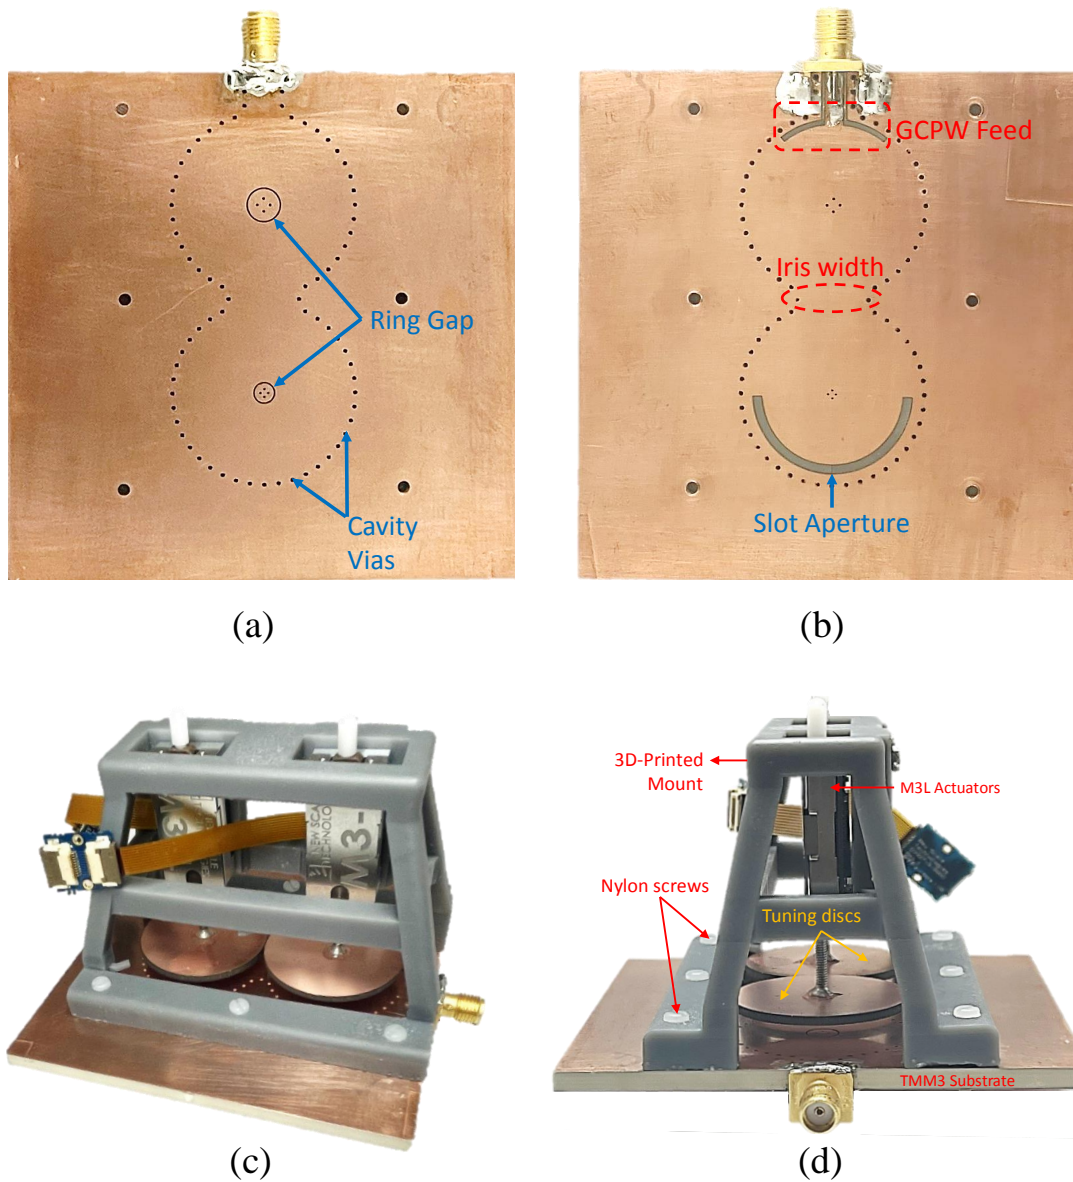 GCPW Feed
Iris width
Ring Gap
Cavity
Vias
Slot Aperture
(a)
(b)
NEW SCA
TECHNOLO
M3-
3D-Printed
Mount
M3L Actuators
Nylon screws
Tuning discs
TMM3 Substrate
(c)
(d)